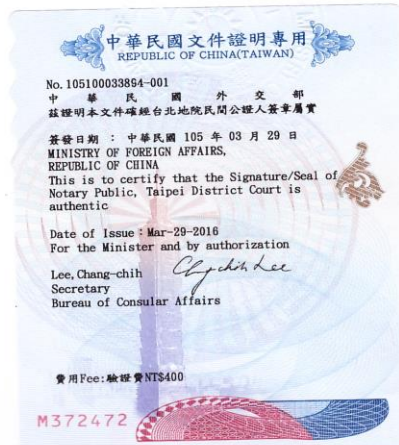 中華民國文件證明專用
REPUBLIC OF CHINA(TAIWAN)
No. 105100033894-001
中華民國外交部
茲證明本文件確經台北地院民間公證人簽章屬實
簽發日期 : 中華民國 105 年 03 月 29 日
MINISTRY OF FOREIGN AFFAIRS,
REPUBLIC OF CHINA
This is to certify that the Signature/Seal of
Notary Public, Taipei District Court is
authentic
Date of Issue:Mar-29-2016
For the Minister and by authorization
Lee, Chang-chih
Chang-chih Lee
Secretary
Bureau of Consular Affairs
費用Fee:驗證費NT$400
M372472